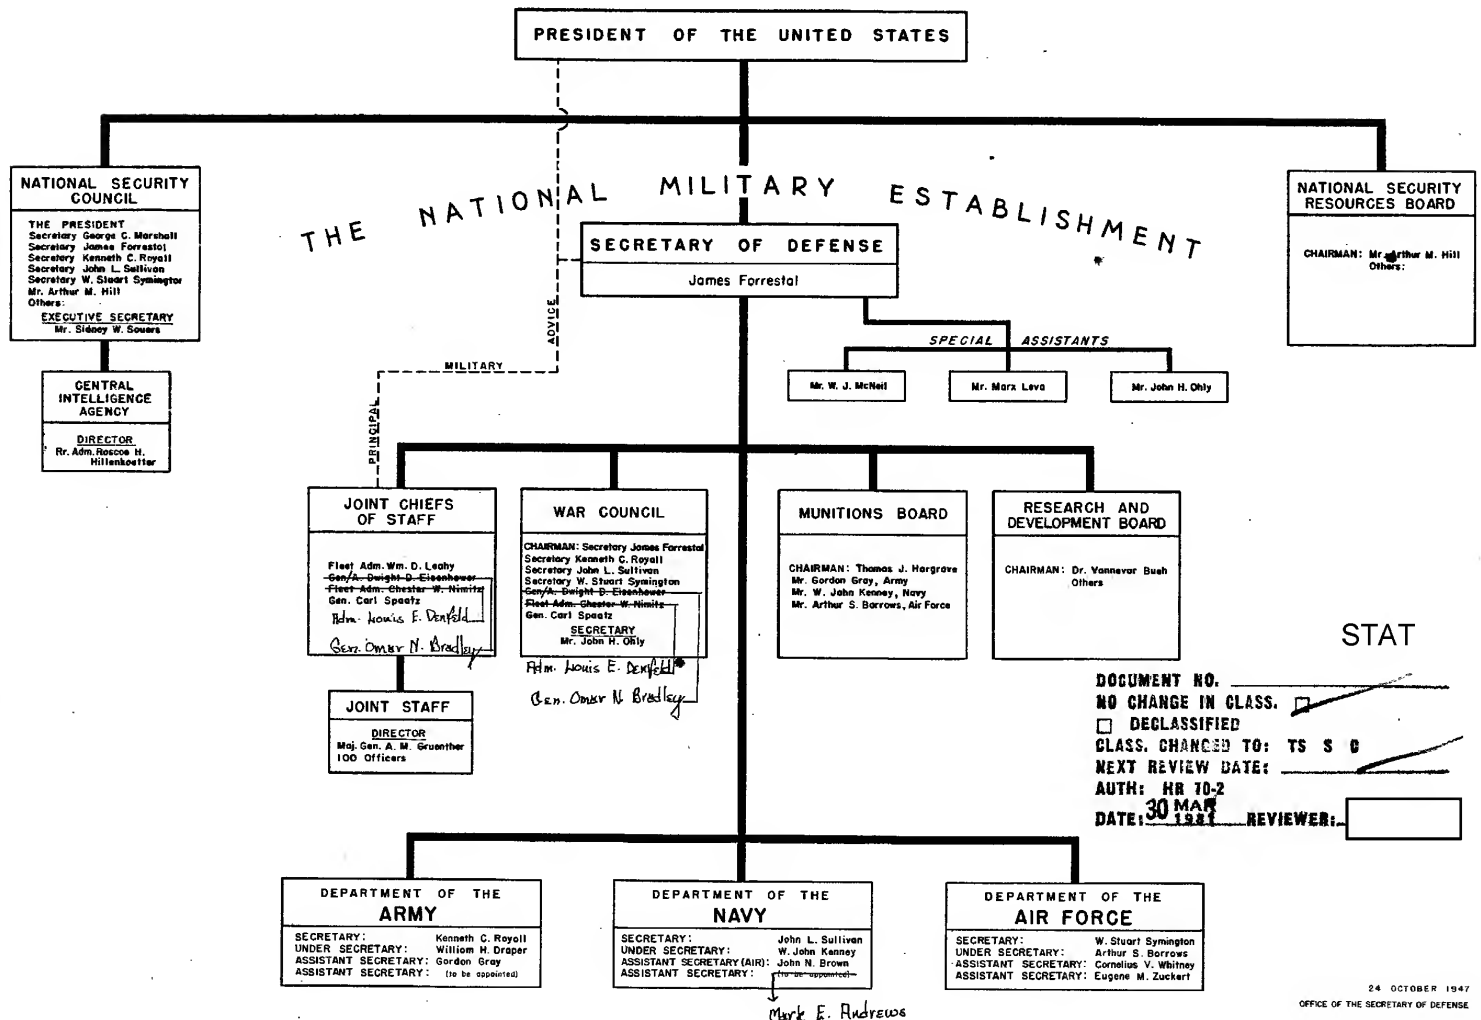 PRESIDENT OF THE UNITED STATES
THE NATIONAL MILITARY ESTABLISHMENT
NATIONAL SECURITY
COUNCIL
THE PRESIDENT
Secretary George C. Marshall
Secretary James Forrestal
Secretary Kenneth C. Royall
Secretary John L. Sullivan
Secretary W. Stuart Symington
Mr. Arthur M. Hill
Others:
EXECUTIVE SECRETARY
Mr. Sidney W. Souers
CENTRAL
INTELLIGENCE
AGENCY
DIRECTOR
Rr. Adm. Roscoe H.
Hillenkoetter
NATIONAL SECURITY
RESOURCES BOARD
CHAIRMAN: Mr. Arthur M. Hill
Others:
SECRETARY OF DEFENSE
James Forrestal
PRINCIPAL
MILITARY
ADVICE
SPECIAL ASSISTANTS
Mr. W. J. McNeil
Mr. Marx Leva
Mr. John H. Ohly
JOINT CHIEFS
OF STAFF
Fleet Adm. Wm. D. Leahy
Gen/A. Dwight D. Eisenhower
Fleet Adm. Chester W. Nimitz
Gen. Carl Spaatz
Adm. Louis E. Denfeld
Gen. Omar N. Bradley
JOINT STAFF
DIRECTOR
Maj. Gen. A. M. Gruenther
100 Officers
WAR COUNCIL
CHAIRMAN: Secretary James Forrestal
Secretary Kenneth C. Royall
Secretary John L. Sullivan
Secretary W. Stuart Symington
Gen/A. Dwight D. Eisenhower
Fleet Adm. Chester W. Nimitz
Gen. Carl Spaatz
SECRETARY
Mr. John H. Ohly
Adm. Louis E. Denfeld
Gen. Omar N. Bradley
MUNITIONS BOARD
CHAIRMAN: Thomas J. Hargrave
Mr. Gordon Gray, Army
Mr. W. John Kenney, Navy
Mr. Arthur S. Barrows, Air Force
RESEARCH AND
DEVELOPMENT BOARD
CHAIRMAN: Dr. Vannevar Bush
Others
STAT
DOCUMENT NO.
NO CHANGE IN CLASS. □
□ DECLASSIFIED
CLASS. CHANGED TO: TS S C
NEXT REVIEW DATE:
AUTH: HR 70-2
DATE: 30 MAR 1981 REVIEWER:
DEPARTMENT OF THE
ARMY
SECRETARY: Kenneth C. Royall
UNDER SECRETARY: William H. Draper
ASSISTANT SECRETARY: Gordon Gray
ASSISTANT SECRETARY: (to be appointed)
DEPARTMENT OF THE
NAVY
SECRETARY: John L. Sullivan
UNDER SECRETARY: W. John Kenney
ASSISTANT SECRETARY (AIR): John N. Brown
ASSISTANT SECRETARY: (to be appointed)
Mark E. Andrews
DEPARTMENT OF THE
AIR FORCE
SECRETARY: W. Stuart Symington
UNDER SECRETARY: Arthur S. Barrows
ASSISTANT SECRETARY: Cornelius V. Whitney
ASSISTANT SECRETARY: Eugene M. Zuckert
24 OCTOBER 1947
OFFICE OF THE SECRETARY OF DEFENSE